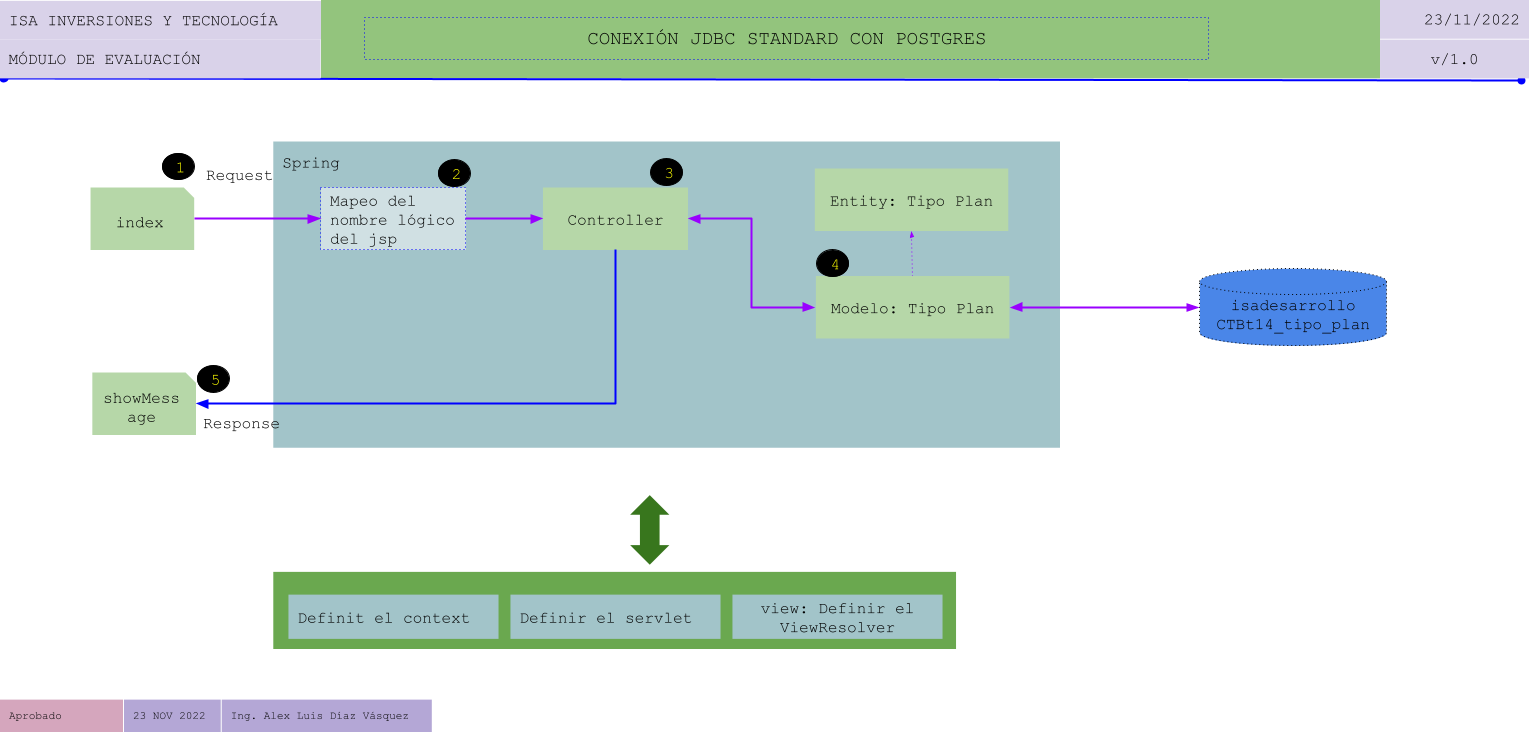 ISA INVERSIONES Y TECNOLOGÍA
MÓDULO DE EVALUACIÓN
CONEXIÓN JDBC STANDARD CON POSTGRES
23/11/2022
v/1.0
1
Request
index
Spring
2
Mapeo del
nombre lógico
del jsp
3
Controller
Entity: Tipo Plan
4
Modelo: Tipo Plan
isadesarrollo
CTBt14_tipo_plan
5
showMess
age
Response
Definit el context
Definir el servlet
view: Definir el
ViewResolver
Aprobado
23 NOV 2022
Ing. Alex Luis Díaz Vásquez